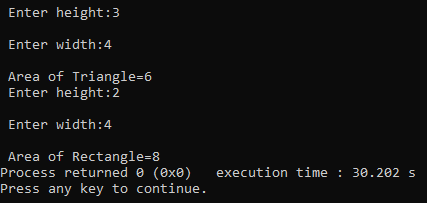 Enter height:3
Enter width:4
Area of Triangle=6
Enter height:2
Enter width:4
Area of Rectangle=8
Process returned 0 (0x0)   execution time : 30.202 s
Press any key to continue.